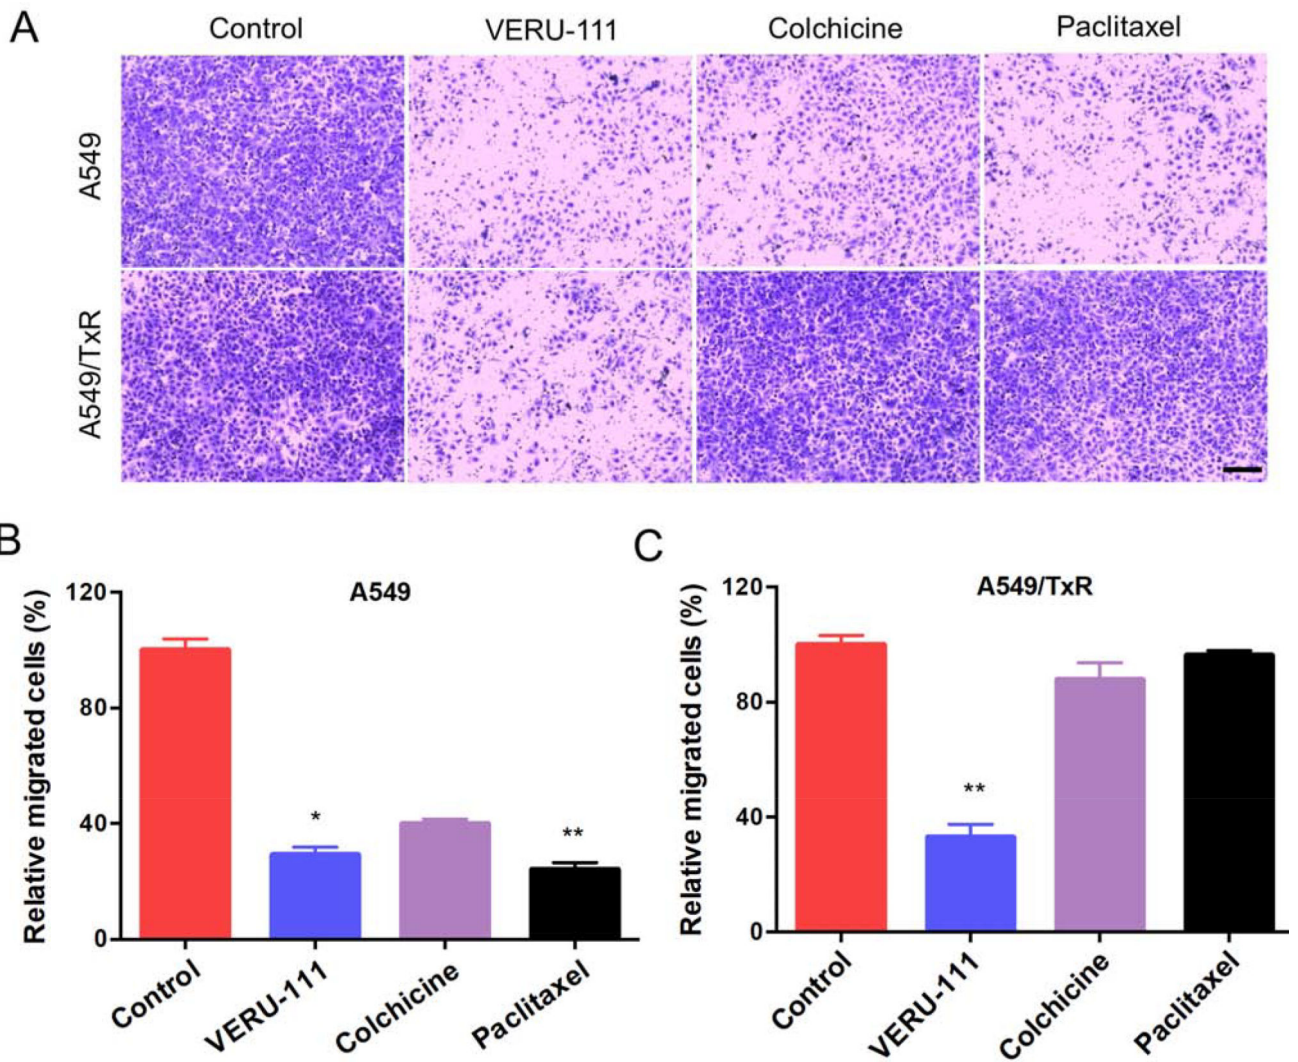 A
Control
VERU-111
Colchicine
Paclitaxel
A549
A549/TxR
B
A549
Relative migrated cells (%)
120
80
40
0
*
**
Control
VERU-111
Colchicine
Paclitaxel
C
A549/TxR
Relative migrated cells (%)
120
80
40
0
**
Control
VERU-111
Colchicine
Paclitaxel